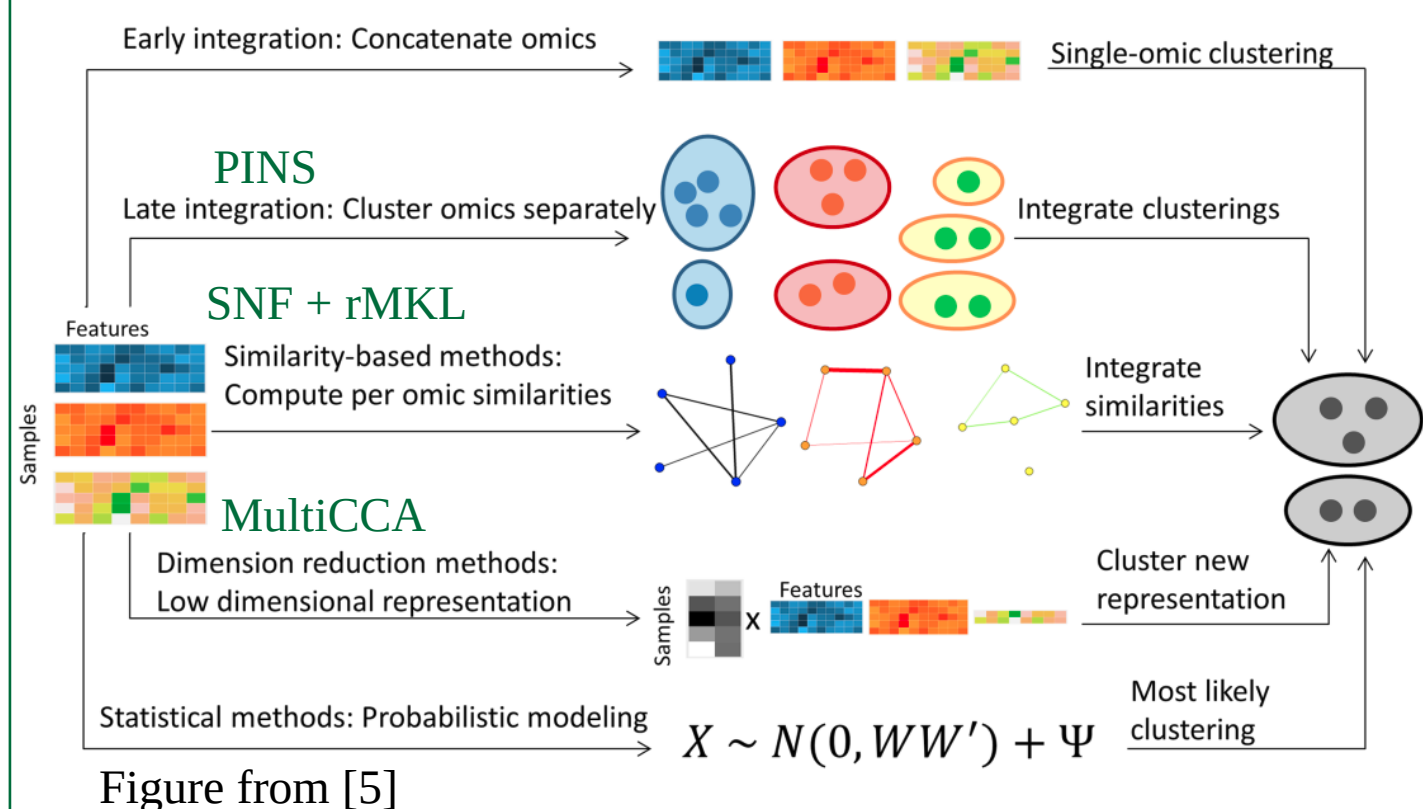 Early integration: Concatenate omics
Single-omic clustering
PINS
Late integration: Cluster omics separately
Integrate clusterings
SNF + rMKL
Features
Samples
Similarity-based methods:
Compute per omic similarities
Integrate
similarities
MultiCCA
Dimension reduction methods:
Low dimensional representation
Samples
x
Features
Cluster new
representation
Statistical methods: Probabilistic modeling
X ~ N(0, WW′) + Ψ
Most likely
clustering
Figure from [5]